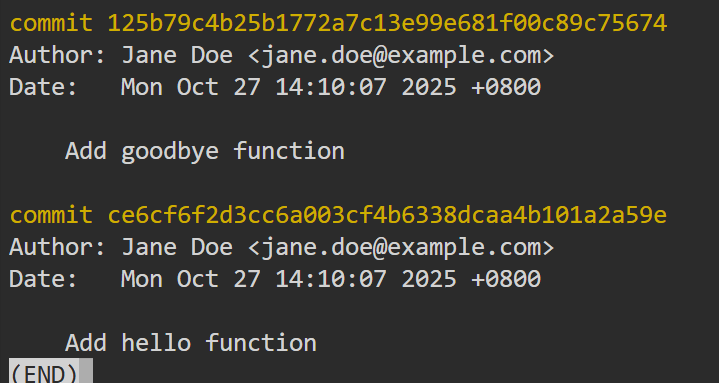 commit 125b79c4b25b1772a7c13e99e681f00c89c75674
Author: Jane Doe <jane.doe@example.com>
Date:   Mon Oct 27 14:10:07 2025 +0800
    Add goodbye function
commit ce6cf6f2d3cc6a003cf4b6338dcaa4b101a2a59e
Author: Jane Doe <jane.doe@example.com>
Date:   Mon Oct 27 14:10:07 2025 +0800
    Add hello function
(END)